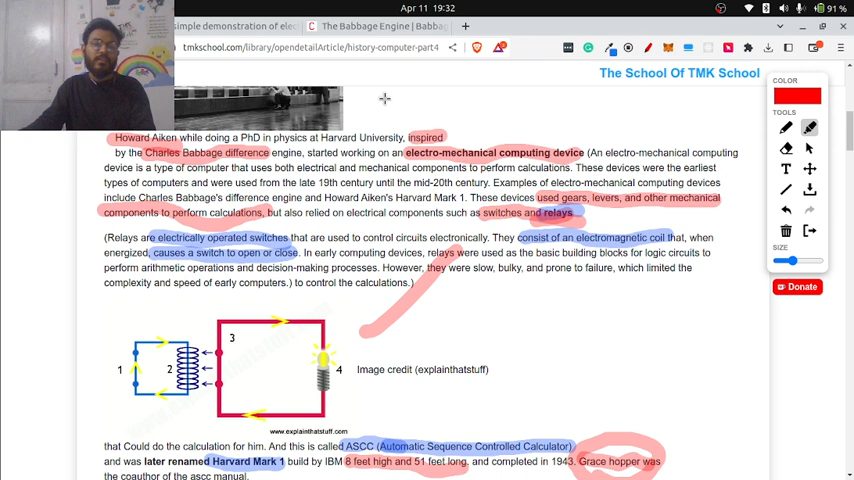 Apr 11 19:32
91 %
simple demonstration of elec
The Babbage Engine | Babbag
tmkschool.com/library/opendetailArticle/history-computer-part4
The School Of TMK School
Howard Aiken while doing a PhD in physics at Harvard University, inspired
by the Charles Babbage difference engine, started working on an electro-mechanical computing device (An electro-mechanical computing
device is a type of computer that uses both electrical and mechanical components to perform calculations. These devices were the earliest
types of computers and were used from the late 19th century until the mid-20th century. Examples of electro-mechanical computing devices
include Charles Babbage's difference engine and Howard Aiken's Harvard Mark 1. These devices used gears, levers, and other mechanical
components to perform calculations, but also relied on electrical components such as switches and relays
(Relays are electrically operated switches that are used to control circuits electronically. They consist of an electromagnetic coil that, when
energized, causes a switch to open or close. In early computing devices, relays were used as the basic building blocks for logic circuits to
perform arithmetic operations and decision-making processes. However, they were slow, bulky, and prone to failure, which limited the
complexity and speed of early computers.) to control the calculations.)
1
2
3
4
Image credit (explainthatstuff)
www.explainthatstuff.com
that Could do the calculation for him. And this is called ASCC (Automatic Sequence Controlled Calculator)
and was later renamed Harvard Mark 1 build by IBM 8 feet high and 51 feet long. and completed in 1943. Grace hopper was
the coauthor of the ascc manual.
COLOR
TOOLS
T
SIZE
Donate